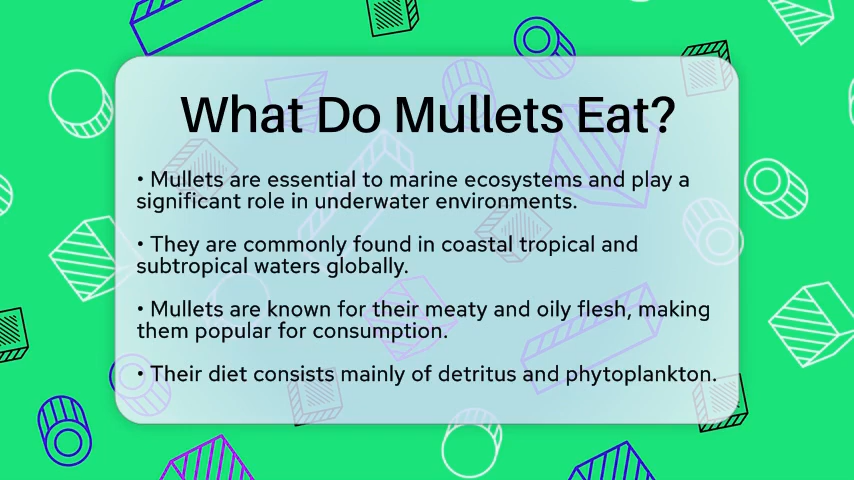 What Do Mullets Eat?
• Mullets are essential to marine ecosystems and play a
significant role in underwater environments.
• They are commonly found in coastal tropical and
subtropical waters globally.
• Mullets are known for their meaty and oily flesh, making
them popular for consumption.
• Their diet consists mainly of detritus and phytoplankton.